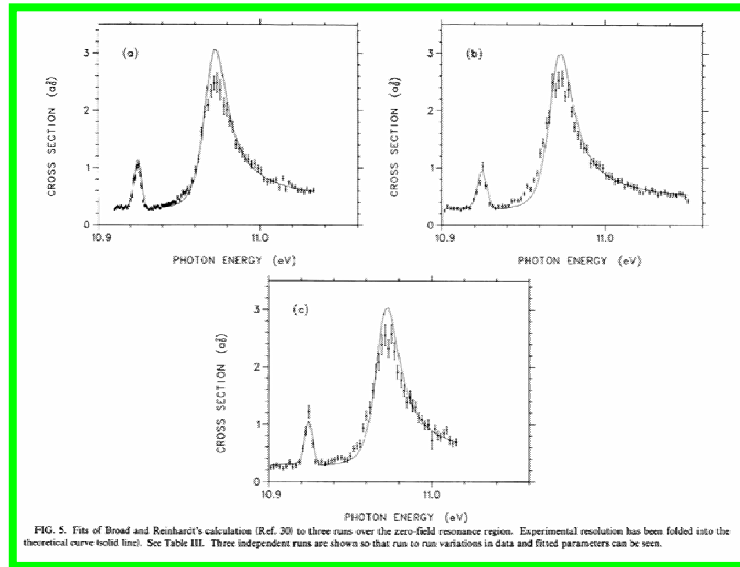 (a)
3
2
1
0
CROSS SECTION (a₀²)
10.9
11.0
PHOTON ENERGY (eV)
(b)
3
2
1
0
CROSS SECTION (a₀²)
10.9
11.0
PHOTON ENERGY (eV)
(c)
3
2
1
0
CROSS SECTION (a₀²)
10.9
11.0
PHOTON ENERGY (eV)
FIG. 5. Fits of Broad and Reinhardt's calculation (Ref. 30) to three runs over the zero-field resonance region. Experimental resolution has been folded into the
theoretical curve (solid line). See Table III. Three independent runs are shown so that run to run variations in data and fitted parameters can be seen.